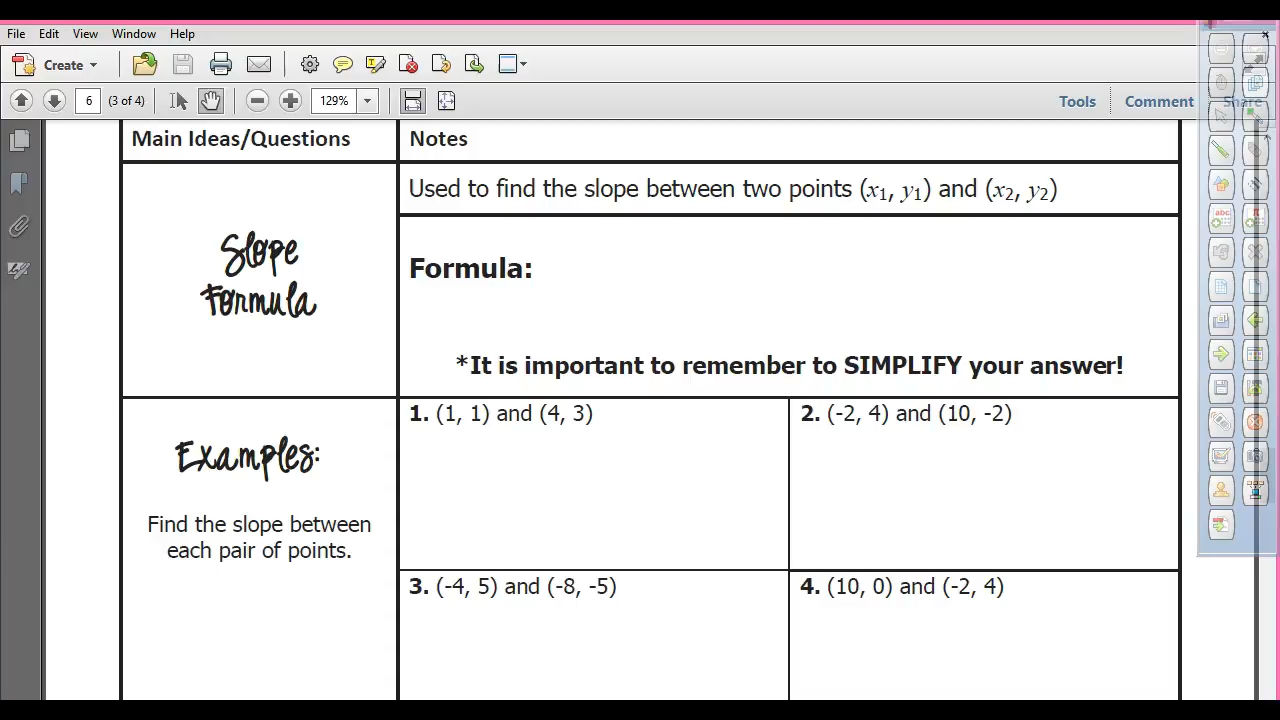 File Edit View Window Help
Create
6 (3 of 4) 129% Tools Comment Share
Main Ideas/Questions Notes
Used to find the slope between two points (x1, y1) and (x2, y2)
Slope
Formula
Formula:
*It is important to remember to SIMPLIFY your answer!
1. (1, 1) and (4, 3) 2. (-2, 4) and (10, -2)
Examples:
Find the slope between
each pair of points.
3. (-4, 5) and (-8, -5) 4. (10, 0) and (-2, 4)